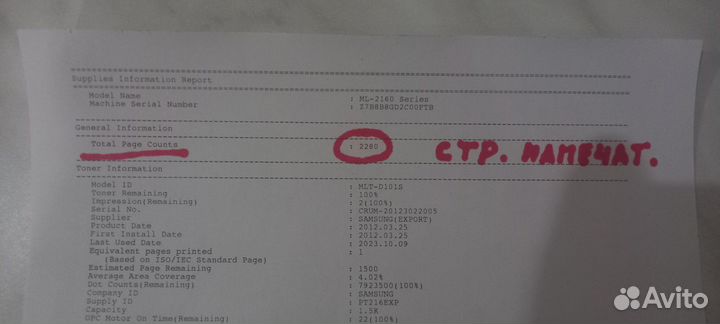 Supplies Information Report
Model Name : ML-2160 Series
Machine Serial Number : Z7B8B8GD2C00PTB
General Information
Total Page Counts : 2280 СТР. НАПЕЧАТ.
Toner Information
Model ID : MLT-D101S
Toner Remaining : 100%
Impression(Remaining) : 2(100%)
Serial No. : CRUM-20123022005
Supplier : SAMSUNG(EXPORT)
Product Date : 2012.03.25
First Install Date : 2012.03.25
Last Used Date : 2023.10.09
Equivalent pages printed : 1
(Based on ISO/IEC Standard Page)
Estimated Page Remaining : 1500
Average Area Coverage : 4.02%
Dot Counts(Remaining) : 7923500(100%)
Company ID : SAMSUNG
Supply ID : PT216EXP
Capacity : 1.5K
OPC Motor On Time(Remaining) : 22(100%)
Avito